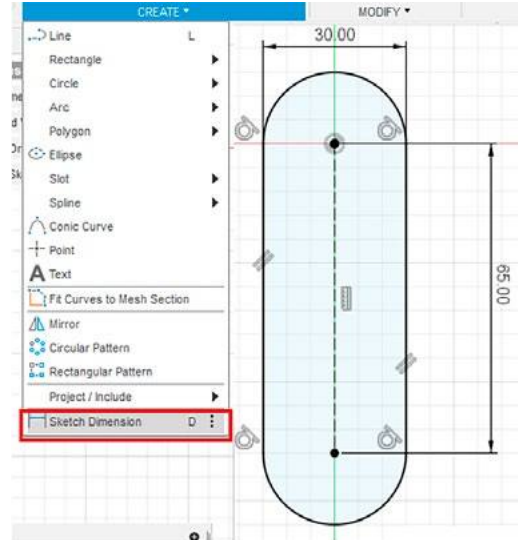 CREATE
MODIFY
Line L
Rectangle
Circle
Arc
Polygon
Ellipse
Slot
Spline
Conic Curve
Point
Text
Fit Curves to Mesh Section
Mirror
Circular Pattern
Rectangular Pattern
Project / Include
Sketch Dimension D
30.00
65.00